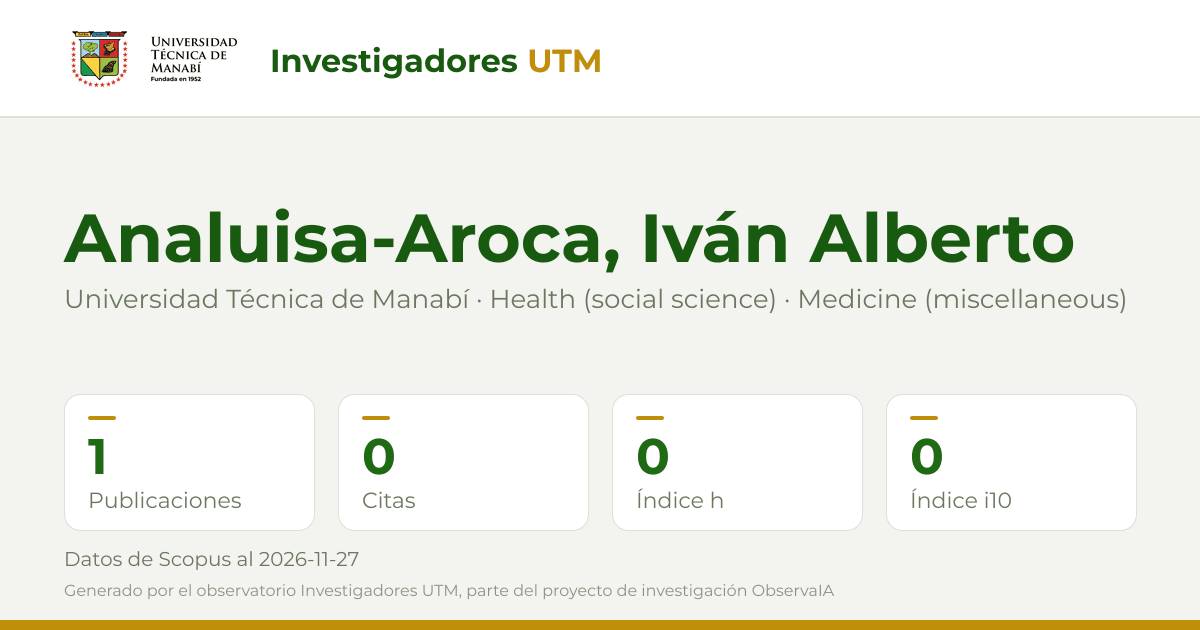 UNIVERSIDAD
TÉCNICA DE
MANABÍ
Fundada en 1952
Investigadores UTM
Analuisa-Aroca, Iván Alberto
Universidad Técnica de Manabí · Health (social science) · Medicine (miscellaneous)
1
Publicaciones
0
Citas
0
Índice h
0
Índice i10
Datos de Scopus al 2026-11-27
Generado por el observatorio Investigadores UTM, parte del proyecto de investigación ObservaIA